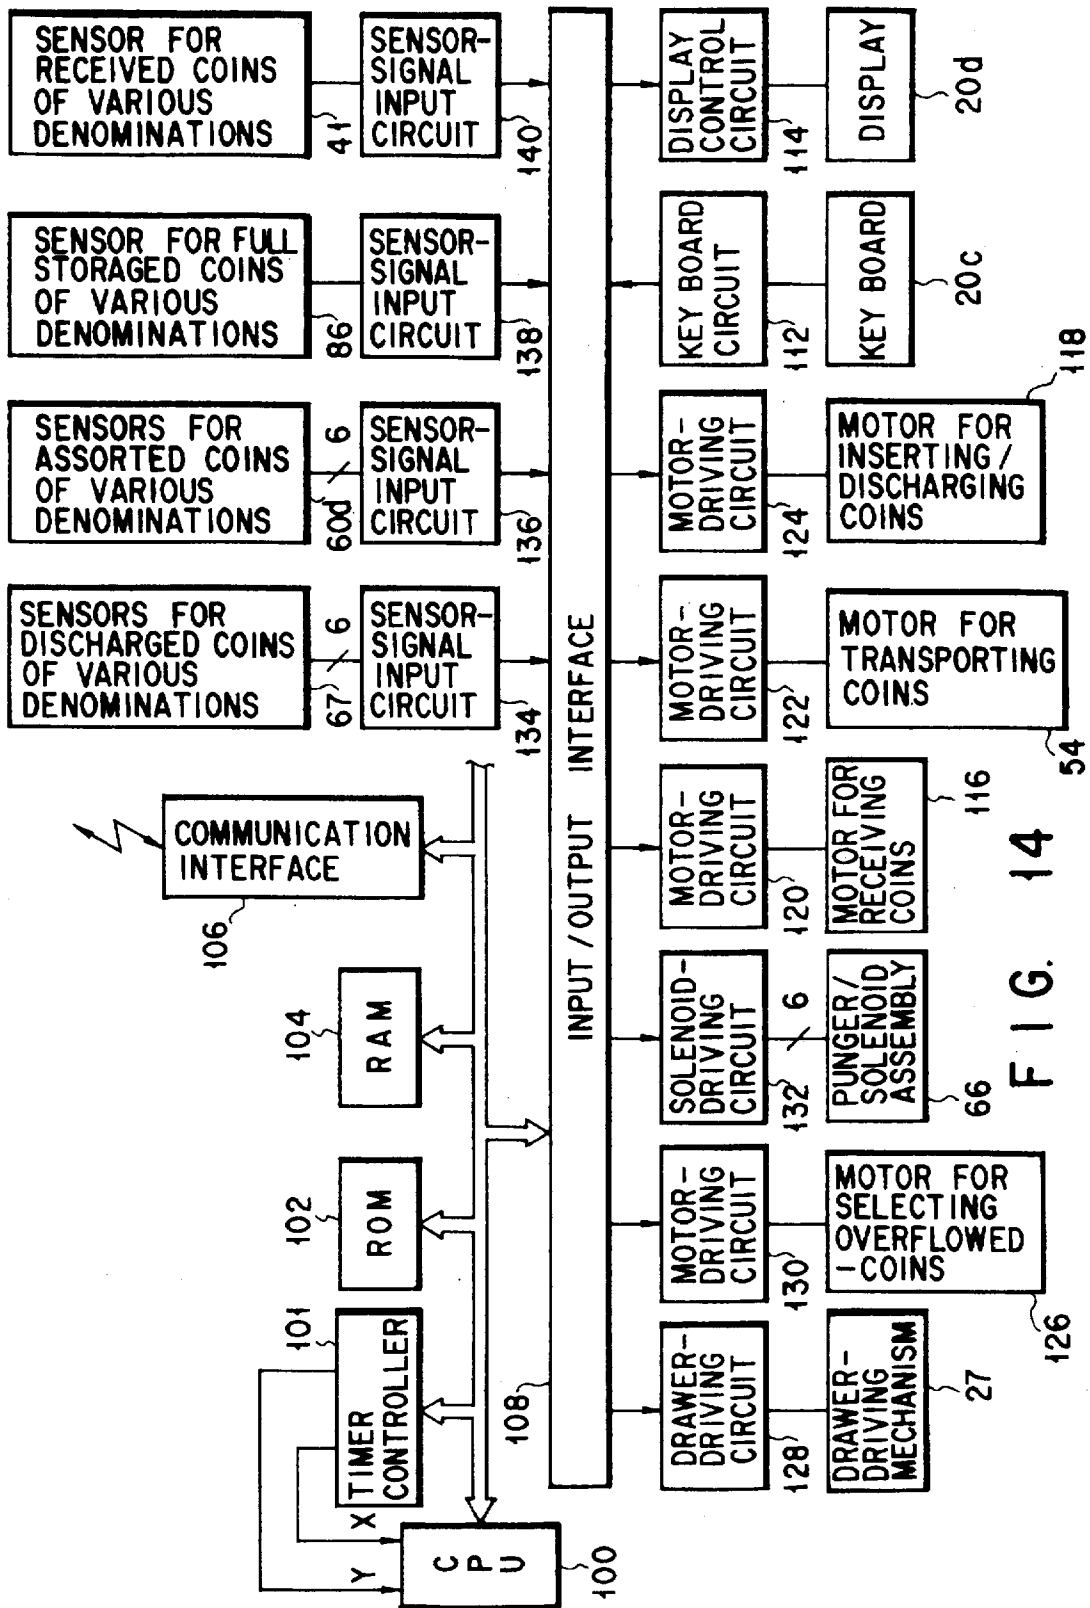 SENSOR FOR
RECEIVED COINS
OF VARIOUS
DENOMINATIONS
41
SENSOR-
SIGNAL
INPUT
CIRCUIT
140
SENSOR FOR FULL
STORAGED COINS
OF VARIOUS
DENOMINATIONS
86
SENSOR-
SIGNAL
INPUT
CIRCUIT
138
SENSORS FOR
ASSORTED COINS
OF VARIOUS
DENOMINATIONS
60d
6
SENSOR-
SIGNAL
INPUT
CIRCUIT
136
SENSORS FOR
DISCHARGED COINS
OF VARIOUS
DENOMINATIONS
67
6
SENSOR-
SIGNAL
INPUT
CIRCUIT
134
COMMUNICATION
INTERFACE
106
RAM
104
ROM
102
TIMER
CONTROLLER
101
X
Y
CPU
100
INPUT/OUTPUT INTERFACE
108
DISPLAY
CONTROL
CIRCUIT
114
DISPLAY
20d
KEY BOARD
CIRCUIT
112
KEY BOARD
20c
MOTOR-
DRIVING
CIRCUIT
124
MOTOR FOR
INSERTING/
DISCHARGING
COINS
118
MOTOR-
DRIVING
CIRCUIT
122
MOTOR FOR
TRANSPORTING
COINS
54
MOTOR-
DRIVING
CIRCUIT
120
MOTOR FOR
RECEIVING
COINS
116
SOLENOID-
DRIVING
CIRCUIT
132
6
PUNGER/
SOLENOID
ASSEMBLY
66
MOTOR-
DRIVING
CIRCUIT
130
MOTOR FOR
SELECTING
OVERFLOWED
-COINS
126
DRAWER-
DRIVING
CIRCUIT
128
DRAWER-
DRIVING
MECHANISM
27
FIG. 14